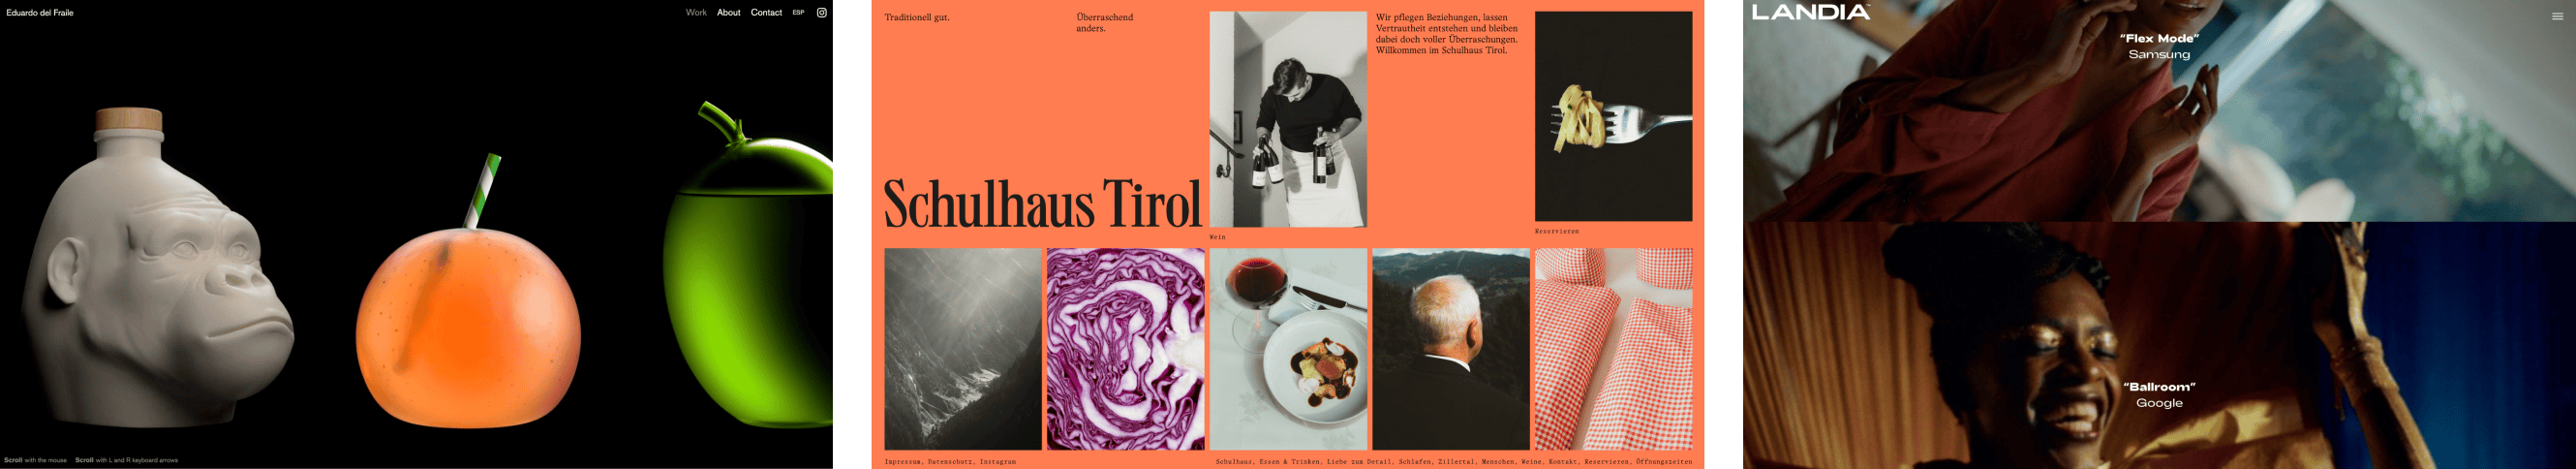 Eduardo del Fraile
Work About Contact ESP
Scroll with the mouse Scroll with L and R keyboard arrows
Traditionell gut.
Überraschend
anders.
Wir pflegen Beziehungen, lassen
Vertrautheit entstehen und bleiben
dabei doch voller Überraschungen.
Willkommen im Schulhaus Tirol.
Schulhaus Tirol
Wein
Reservieren
Impressum, Datenschutz, Instagram
Schulhaus, Essen & Trinken, Liebe zum Detail, Schlafen, Zillertal, Menschen, Weine, Kontakt, Reservieren, Öffnungszeiten
LANDIA
“Flex Mode”
Samsung
“Ballroom”
Google